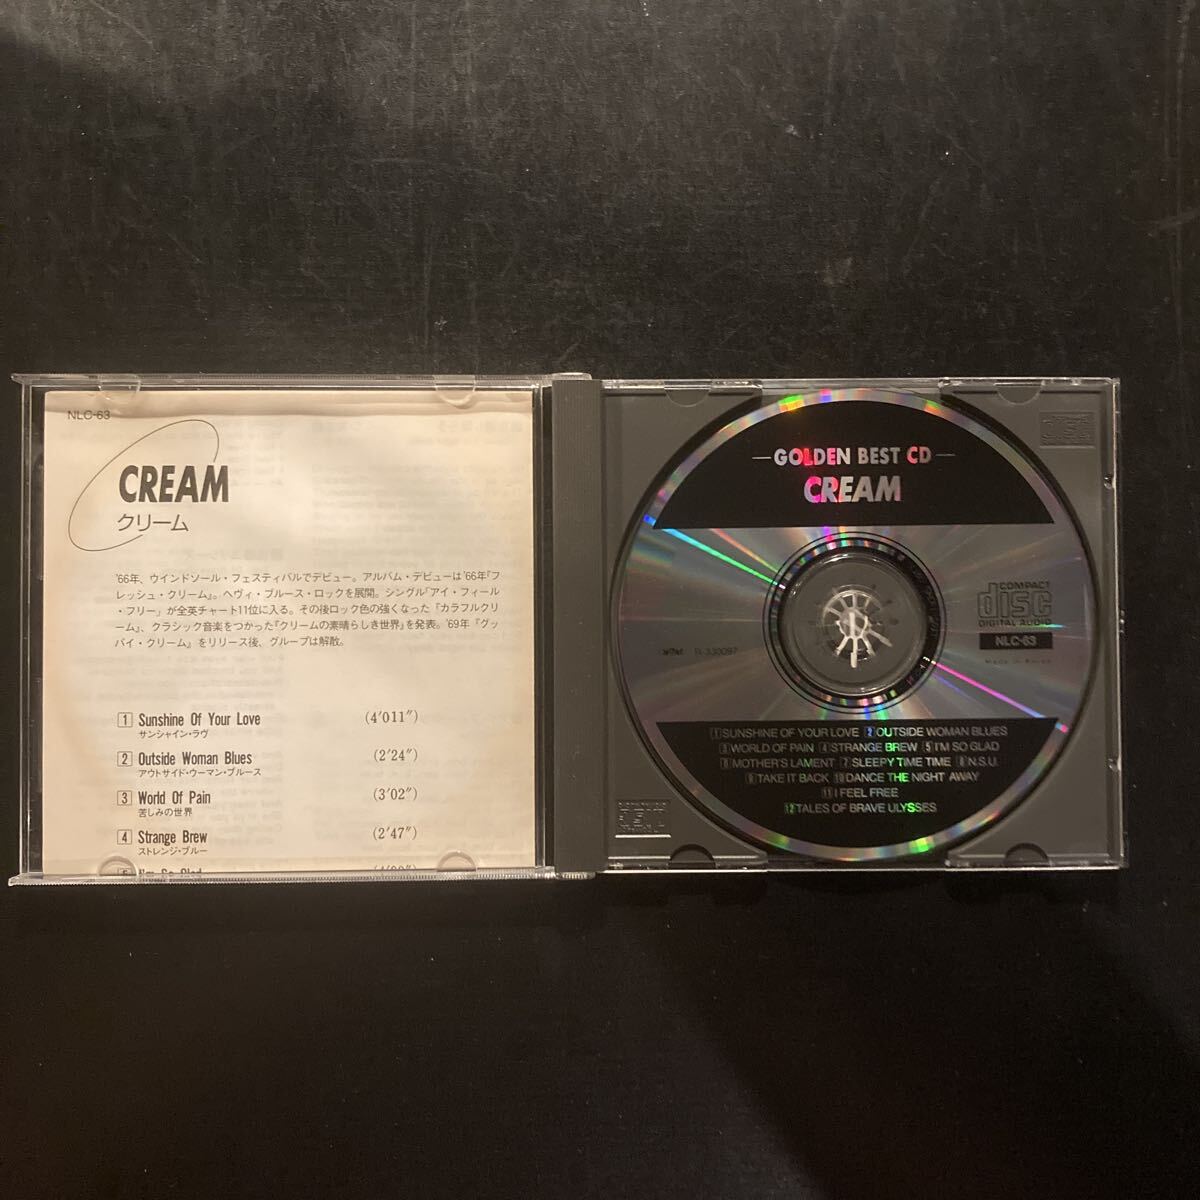 NLC-63
CREAM
クリーム
'66年、ウインドソール・フェスティバルでデビュー。アルバム・デビューは'66年『フ
レッシュ・クリーム』。ヘヴィ・ブルース・ロックを展開。シングル「アイ・フィール
・フリー」が全英チャート11位に入る。その後ロック色の強くなった『カラフルクリ
ーム』、クラシック音楽をつかった『クリームの素晴らしき世界』を発表。'69年『グッ
バイ・クリーム』をリリース後、グループは解散。
1 Sunshine Of Your Love (4'011")
サンシャイン・ラヴ
2 Outside Woman Blues (2'24")
アウトサイド・ウーマン・ブルース
3 World Of Pain (3'02")
苦しみの世界
4 Strange Brew (2'47")
ストレンジ・ブルー
5 I'm So Glad
GOLDEN BEST CD
CREAM
COMPACT
disc
DIGITAL AUDIO
NLC-63
Made in Korea
R-330097
1 SUNSHINE OF YOUR LOVE 2 OUTSIDE WOMAN BLUES
3 WORLD OF PAIN 4 STRANGE BREW 5 I'M SO GLAD
6 MOTHER'S LAMENT 7 SLEEPY TIME TIME 8 N.S.U.
9 TAKE IT BACK 10 DANCE THE NIGHT AWAY
11 I FEEL FREE
12 TALES OF BRAVE LILYSSES